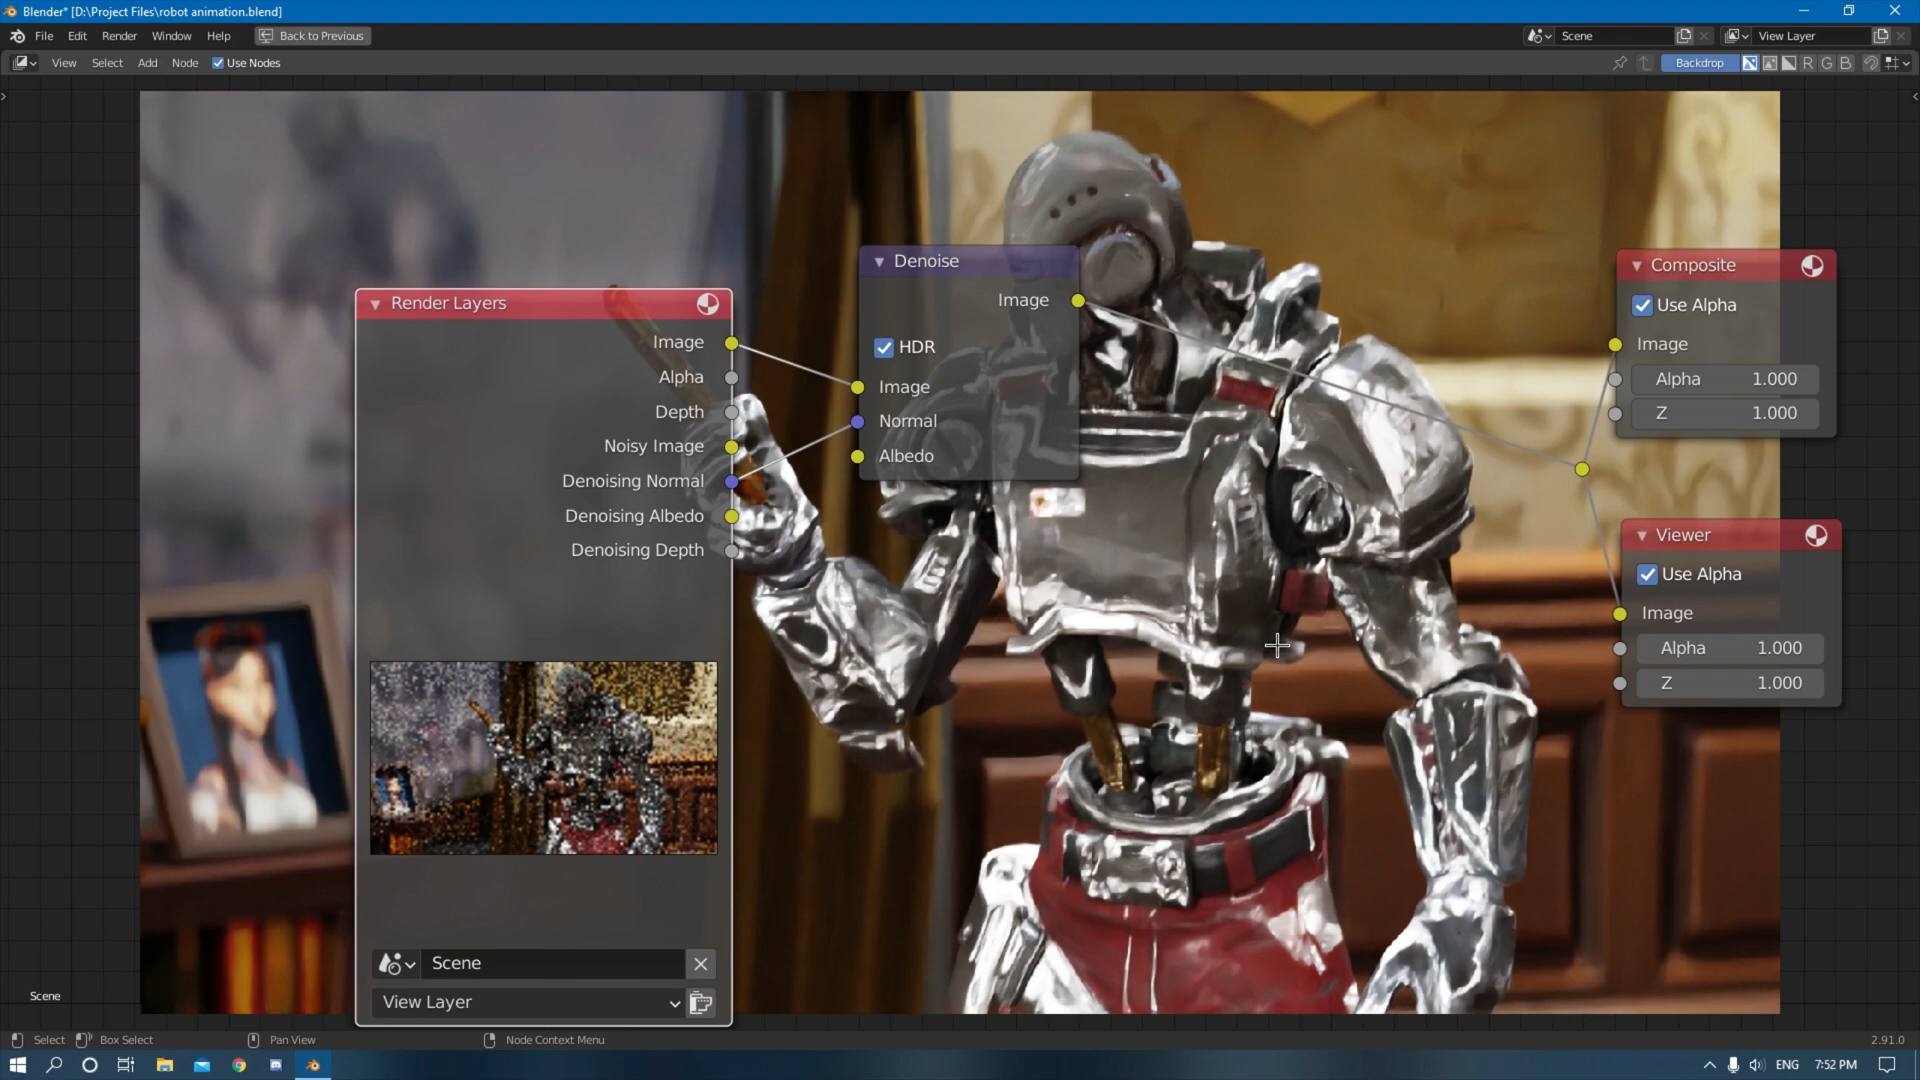 Blender* [D:\Project Files\robot animation.blend]
File Edit Render Window Help Back to Previous Scene View Layer
View Select Add Node Use Nodes Backdrop R G B
Render Layers
Image
Alpha
Depth
Noisy Image
Denoising Normal
Denoising Albedo
Denoising Depth
Scene
View Layer
Denoise
Image
HDR
Image
Normal
Albedo
Composite
Use Alpha
Image
Alpha 1.000
Z 1.000
Viewer
Use Alpha
Image
Alpha 1.000
Z 1.000
Scene
Select Box Select Pan View Node Context Menu 2.91.0
ENG 7:52 PM